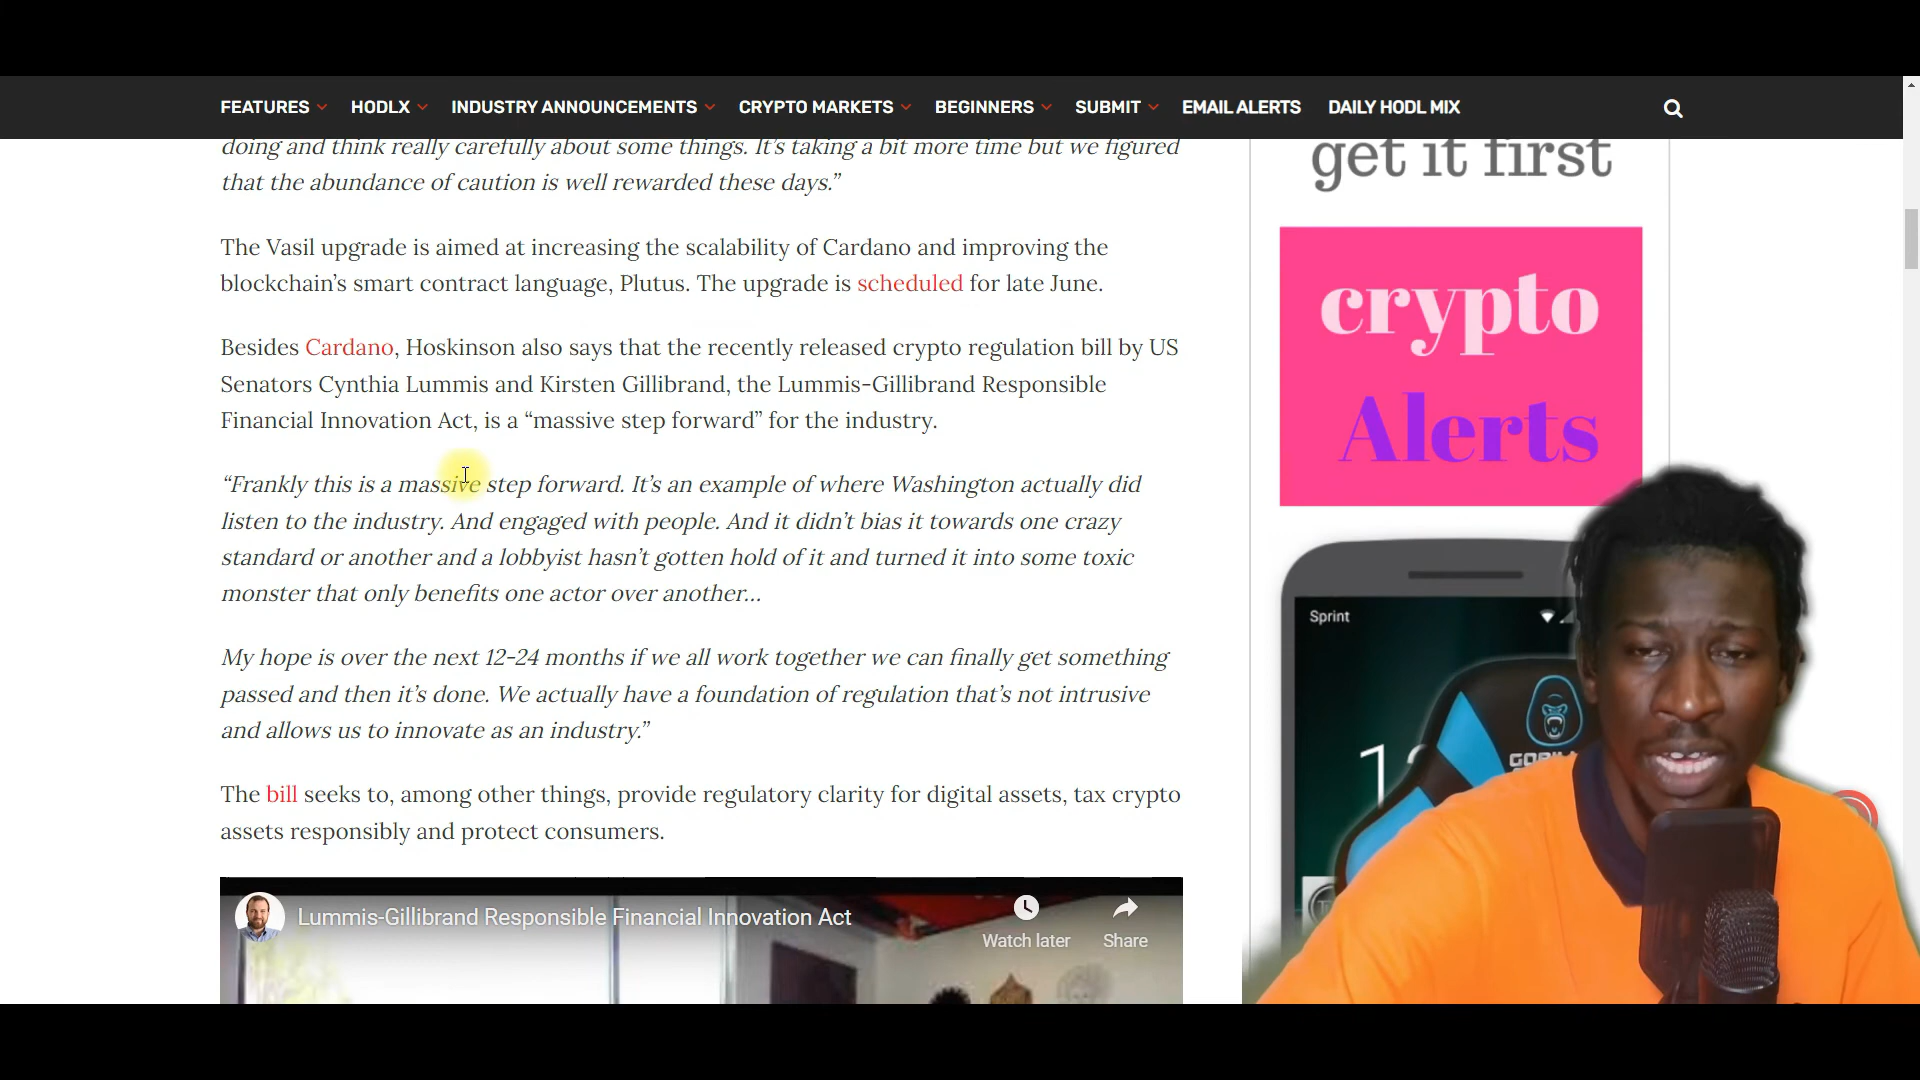 FEATURES HODLX INDUSTRY ANNOUNCEMENTS CRYPTO MARKETS BEGINNERS SUBMIT EMAIL ALERTS DAILY HODL MIX
doing and think really carefully about some things. It’s taking a bit more time but we figured
that the abundance of caution is well rewarded these days.”
The Vasil upgrade is aimed at increasing the scalability of Cardano and improving the
blockchain’s smart contract language, Plutus. The upgrade is scheduled for late June.
Besides Cardano, Hoskinson also says that the recently released crypto regulation bill by US
Senators Cynthia Lummis and Kirsten Gillibrand, the Lummis-Gillibrand Responsible
Financial Innovation Act, is a “massive step forward” for the industry.
“Frankly this is a massive step forward. It’s an example of where Washington actually did
listen to the industry. And engaged with people. And it didn’t bias it towards one crazy
standard or another and a lobbyist hasn’t gotten hold of it and turned it into some toxic
monster that only benefits one actor over another…
My hope is over the next 12-24 months if we all work together we can finally get something
passed and then it’s done. We actually have a foundation of regulation that’s not intrusive
and allows us to innovate as an industry.”
The bill seeks to, among other things, provide regulatory clarity for digital assets, tax crypto
assets responsibly and protect consumers.
Lummis-Gillibrand Responsible Financial Innovation Act
Watch later Share
get it first
crypto
Alerts
Sprint